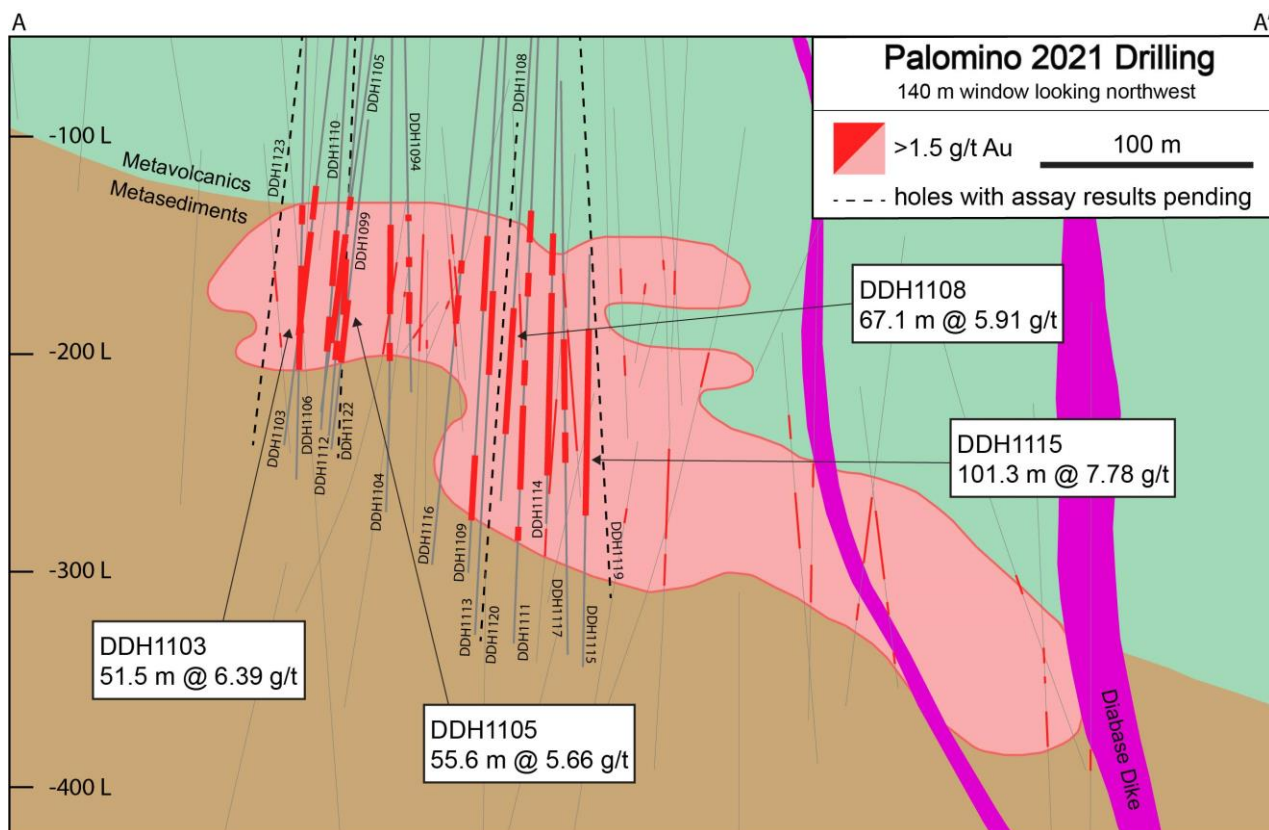 A
A'
Palomino 2021 Drilling
140 m window looking northwest
>1.5 g/t Au
100 m
holes with assay results pending
-100 L
-200 L
-300 L
-400 L
Metavolcanics
Metasediments
DDH1123
DDH1110
DDH1105
DDH1099
DDH1094
DDH1108
DDH1103
DDH1106
DDH1112
DDH1122
DDH1104
DDH1116
DDH1109
DDH1113
DDH1120
DDH1111
DDH1114
DDH1117
DDH1115
DDH1119
DDH1108
67.1 m @ 5.91 g/t
DDH1115
101.3 m @ 7.78 g/t
DDH1103
51.5 m @ 6.39 g/t
DDH1105
55.6 m @ 5.66 g/t
Diabase Dike